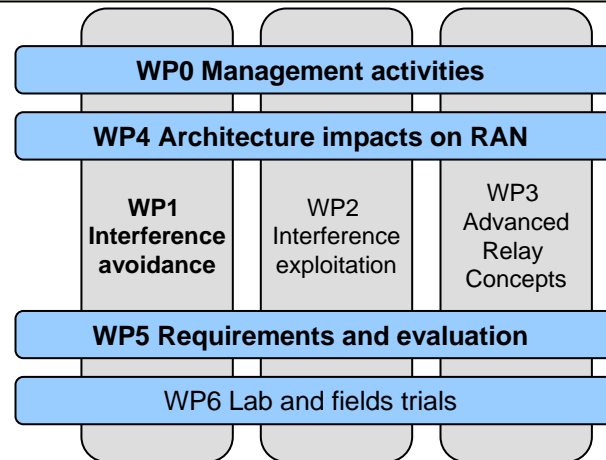 WP0 Management activities
WP4 Architecture impacts on RAN
WP1
Interference
avoidance
WP2
Interference
exploitation
WP3
Advanced
Relay
Concepts
WP5 Requirements and evaluation
WP6 Lab and fields trials